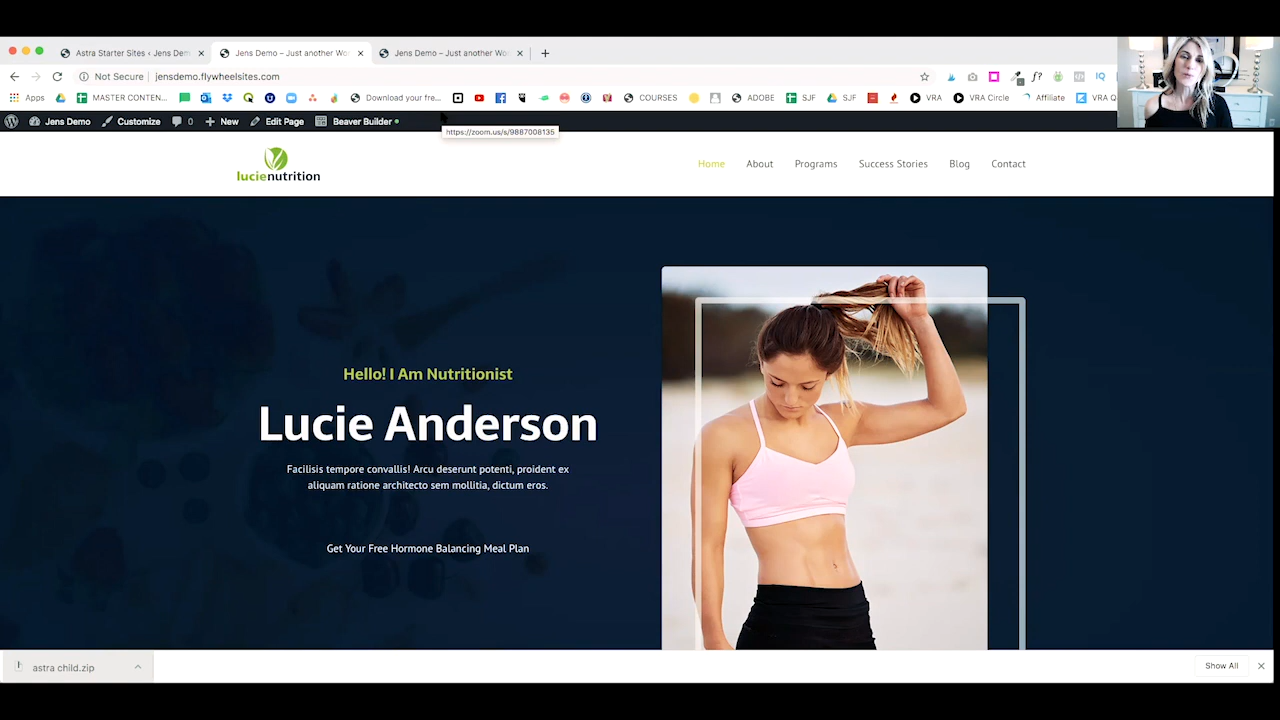 Astra Starter Sites ‹ Jens Dem
Jens Demo – Just another Wo
Jens Demo – Just another Wo
Not Secure
jensdemo.flywheelsites.com
f?
IQ
Apps
MASTER CONTEN...
Download your fre...
COURSES
ADOBE
SJF
SJF
VRA
VRA Circle
Affiliate
VRA Q
Jens Demo
Customize
0
New
Edit Page
Beaver Builder
https://zoom.us/s/9887008135
lucienutrition
Home
About
Programs
Success Stories
Blog
Contact
Hello! I Am Nutritionist
Lucie Anderson
Facilisis tempore convallis! Arcu deserunt potenti, proident ex
aliquam ratione architecto sem mollitia, dictum eros.
Get Your Free Hormone Balancing Meal Plan
astra child.zip
Show All